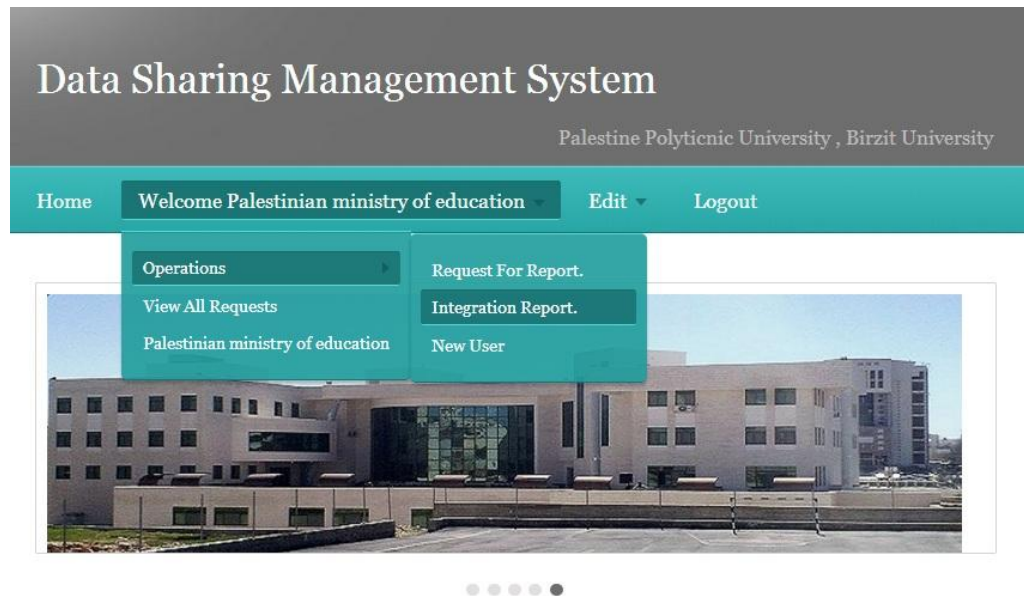 Data Sharing Management System
Palestine Polyticnic University , Birzit University
Home Welcome Palestinian ministry of education Edit Logout
Operations
View All Requests
Palestinian ministry of education
Request For Report.
Integration Report.
New User